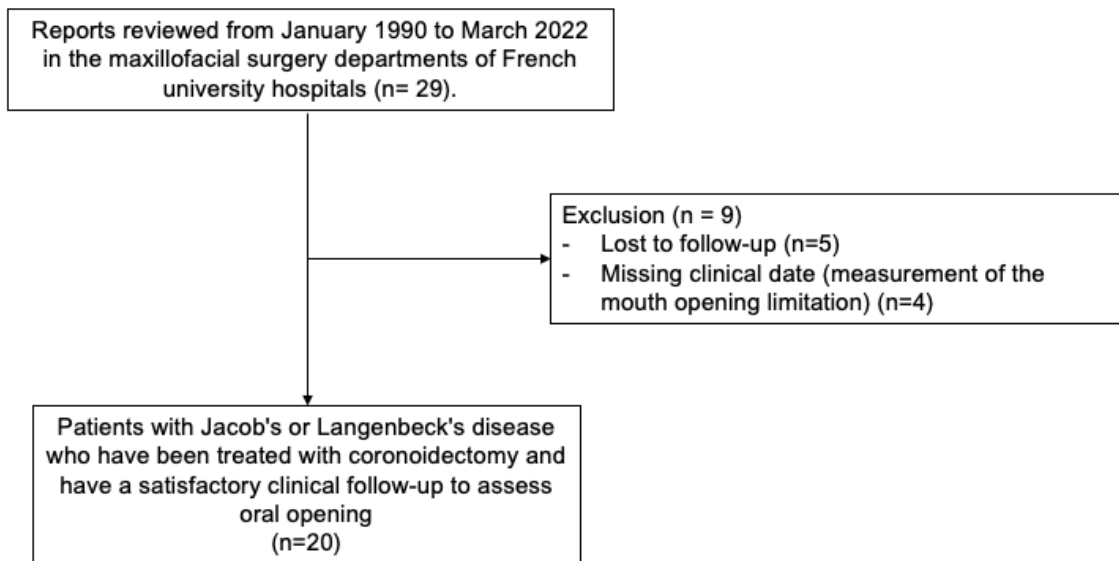 Reports reviewed from January 1990 to March 2022
in the maxillofacial surgery departments of French
university hospitals (n= 29).
Exclusion (n = 9)
- Lost to follow-up (n=5)
- Missing clinical date (measurement of the
mouth opening limitation) (n=4)
Patients with Jacob's or Langenbeck's disease
who have been treated with coronoidectomy and
have a satisfactory clinical follow-up to assess
oral opening
(n=20)